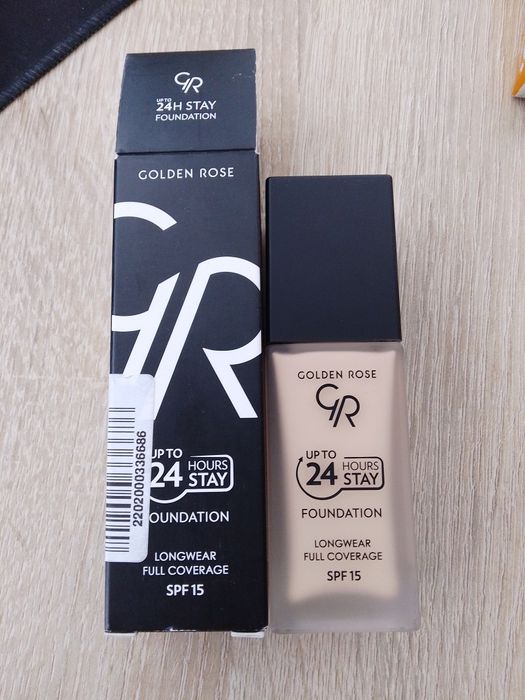 GR
UP TO
24H STAY
FOUNDATION
GOLDEN ROSE
GR
UP TO
24 HOURS
STAY
FOUNDATION
LONGWEAR
FULL COVERAGE
SPF 15
2202000336686
GOLDEN ROSE
GR
UP TO
24 HOURS
STAY
FOUNDATION
LONGWEAR
FULL COVERAGE
SPF 15